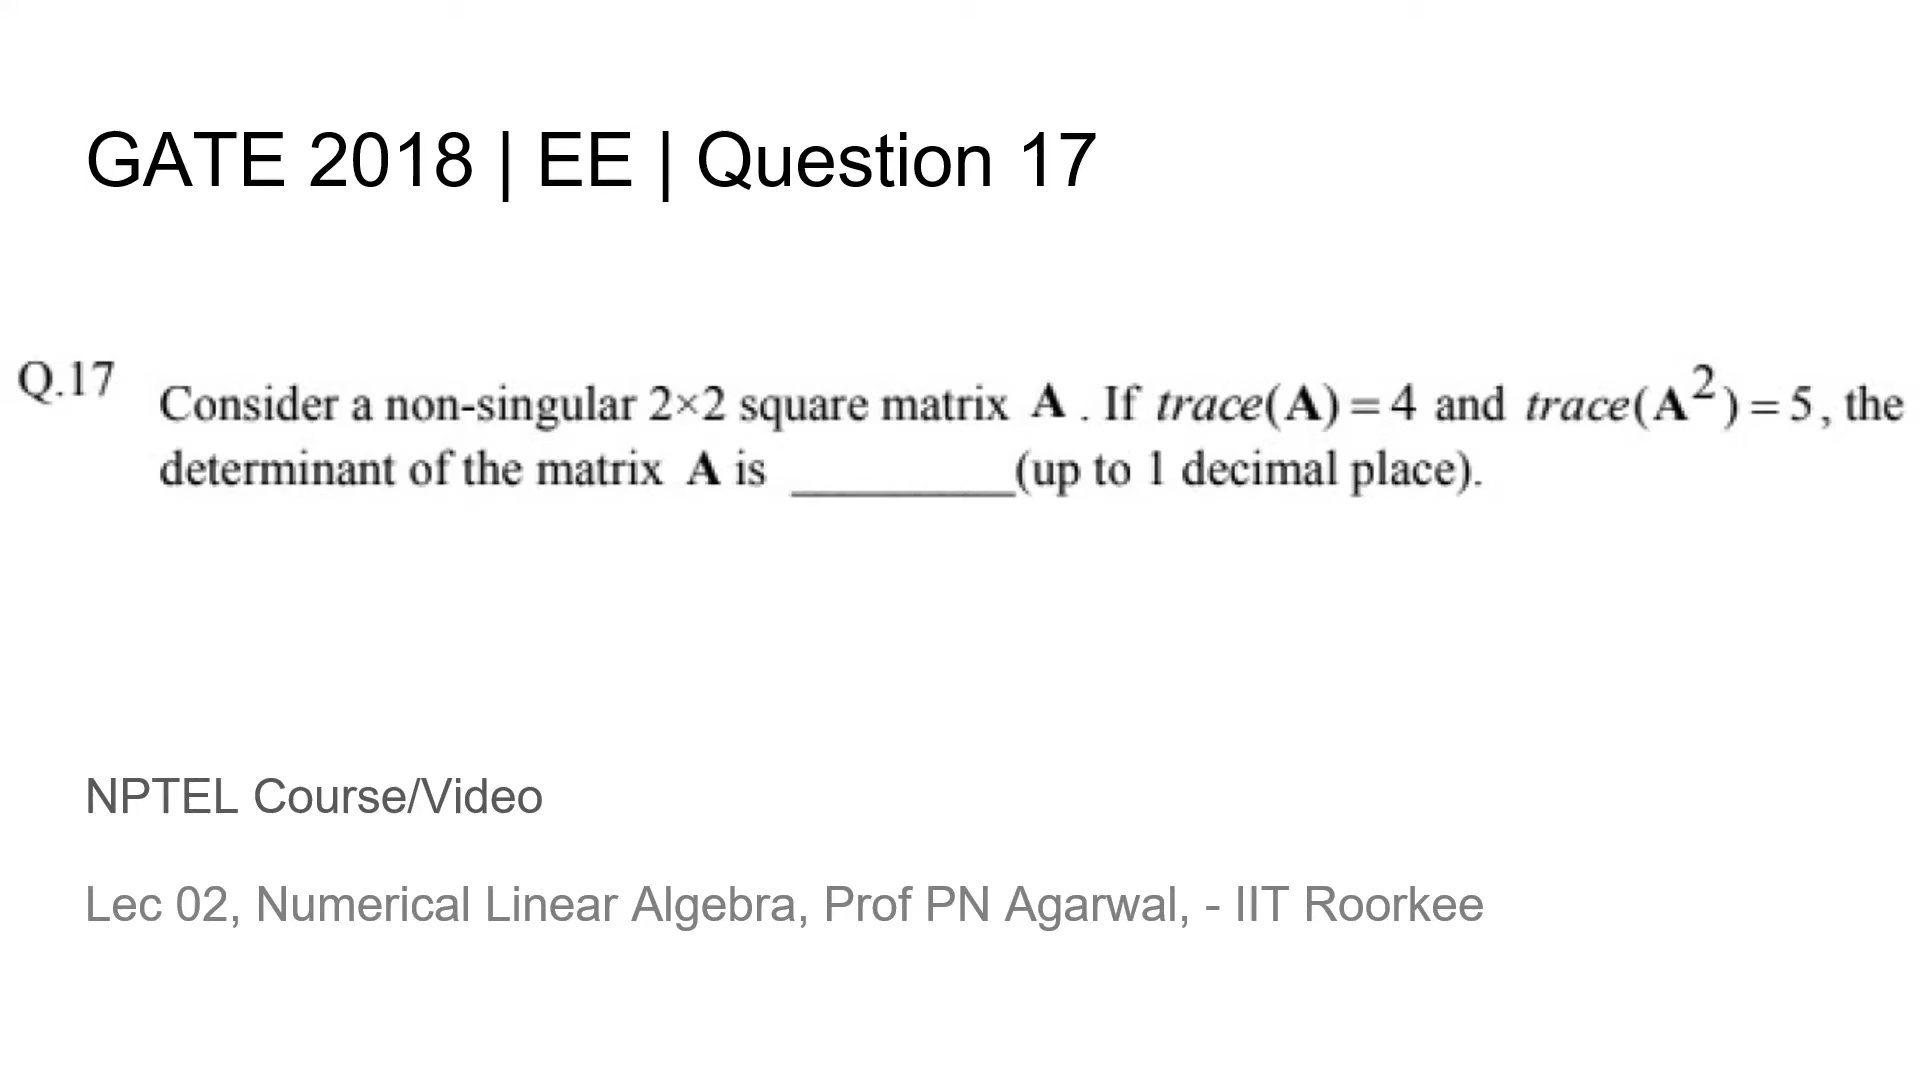 GATE 2018 | EE | Question 17
Q.17 Consider a non-singular 2×2 square matrix A . If trace(A) = 4 and trace(A²) = 5, the
determinant of the matrix A is ________(up to 1 decimal place).
NPTEL Course/Video
Lec 02, Numerical Linear Algebra, Prof PN Agarwal, - IIT Roorkee